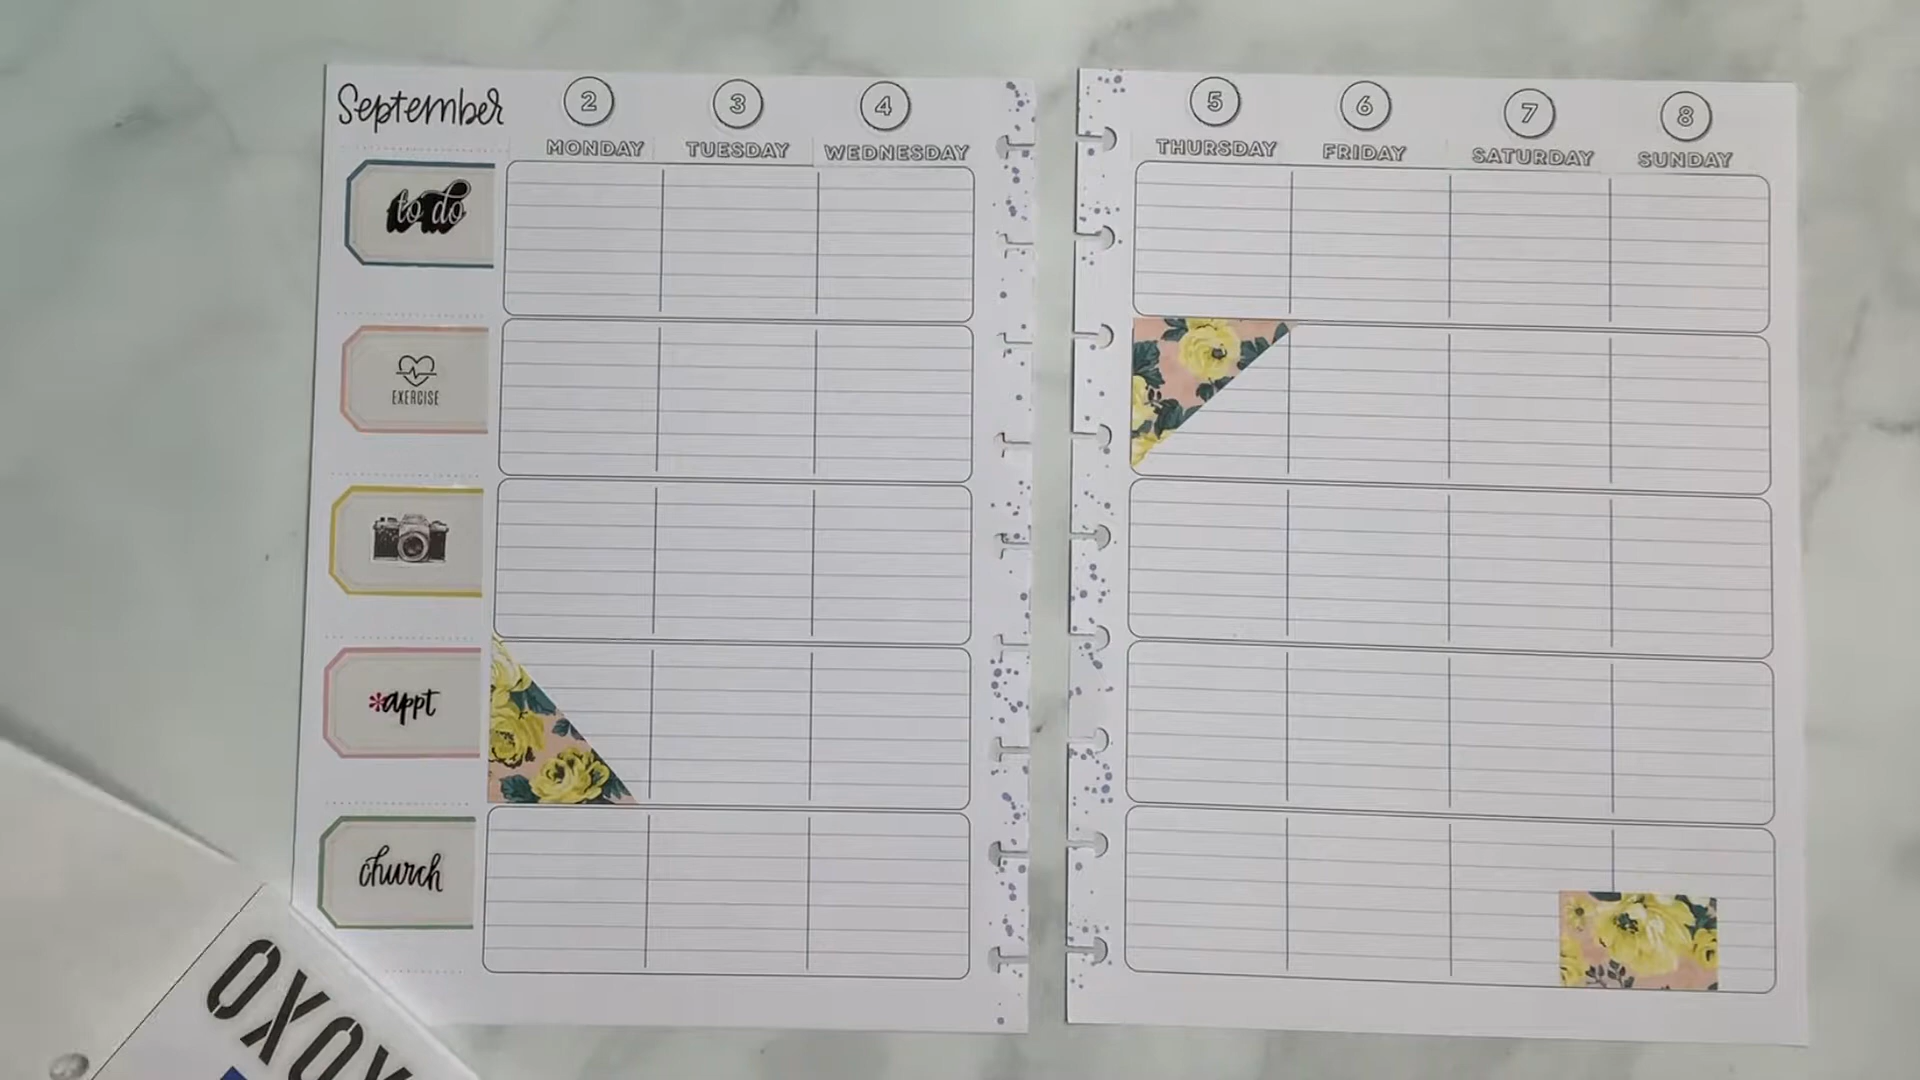 September 2 3 4 5 6 7 8
MONDAY TUESDAY WEDNESDAY THURSDAY FRIDAY SATURDAY SUNDAY
to do
EXERCISE
*appt
church
OXOX